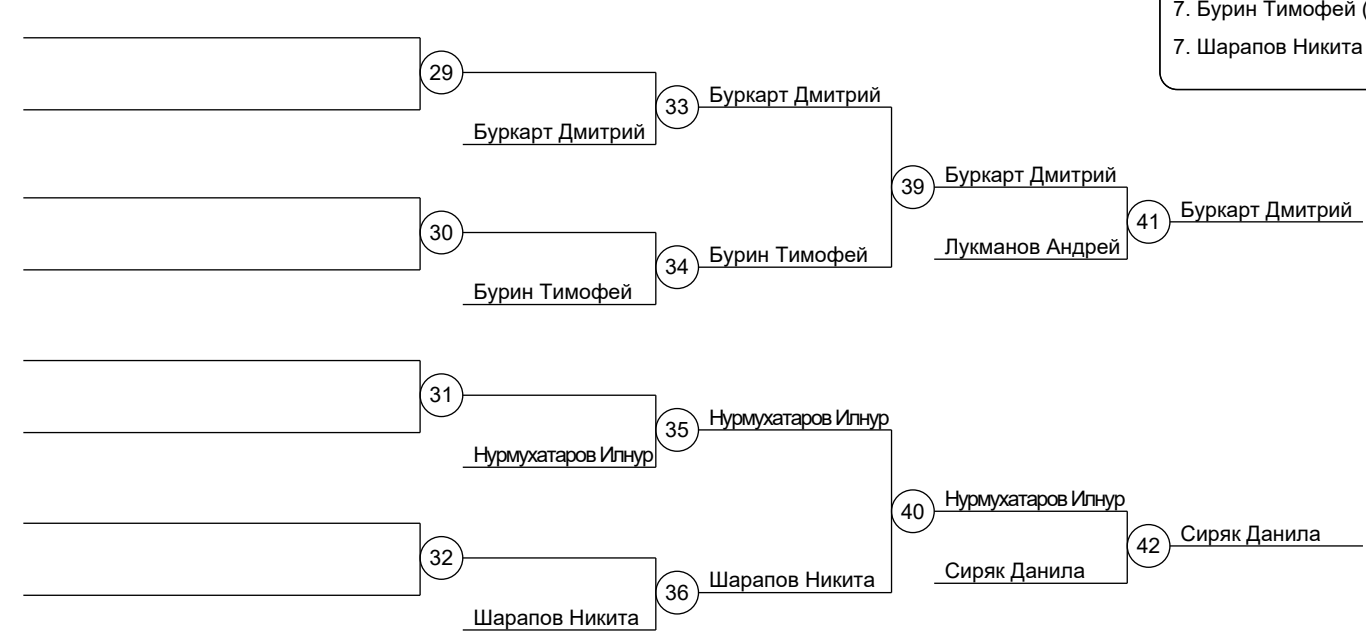 7. Бурин Тимофей (
7. Шарапов Никита
29
33
Буркарт Дмитрий
Буркарт Дмитрий
39
Буркарт Дмитрий
41
Буркарт Дмитрий
30
34
Бурин Тимофей
Лукманов Андрей
Бурин Тимофей
31
35
Нурмухатаров Илнур
Нурмухатаров Илнур
40
Нурмухатаров Илнур
42
Сиряк Данила
32
36
Шарапов Никита
Сиряк Данила
Шарапов Никита